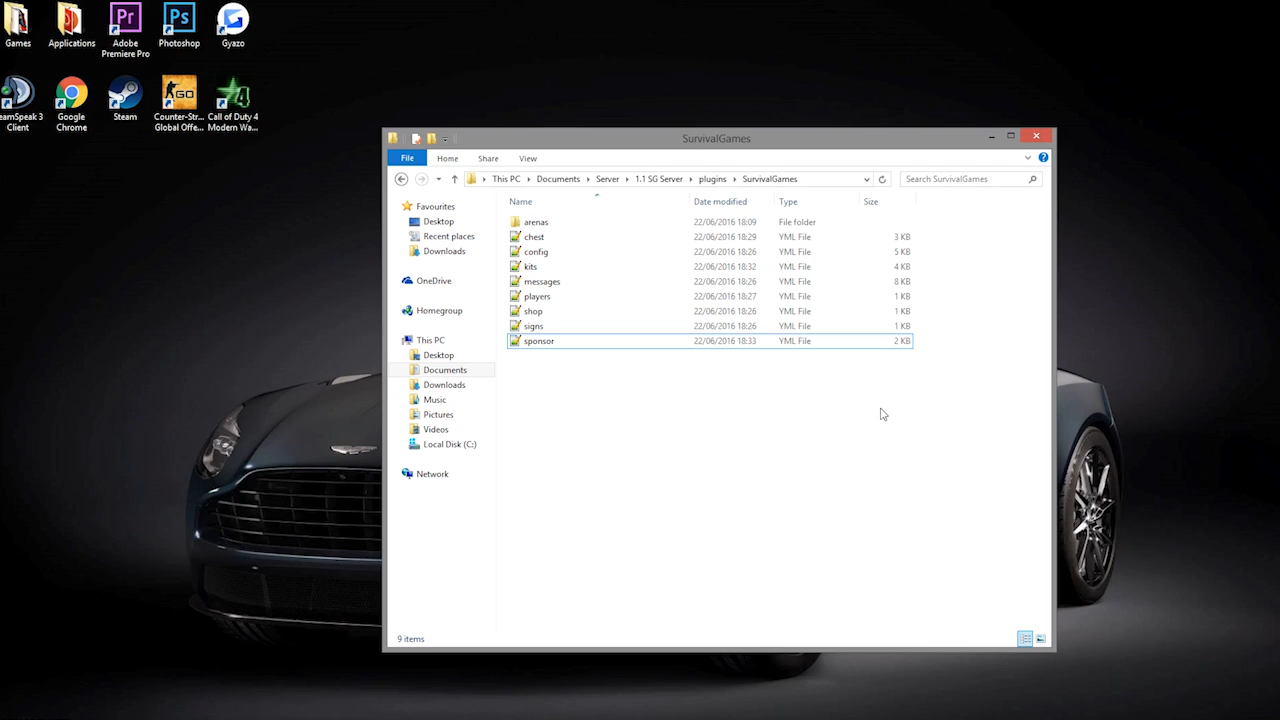 Games
Applications
Adobe Premiere Pro
Photoshop
Gyazo
eamSpeak 3 Client
Google Chrome
Steam
Counter-Str... Global Offe...
Call of Duty 4 Modern Wa...
SurvivalGames
File Home Share View
This PC Documents Server 1.1 SG Server plugins SurvivalGames Search SurvivalGames
Name Date modified Type Size
Favourites
Desktop
Recent places
Downloads
OneDrive
Homegroup
This PC
Desktop
Documents
Downloads
Music
Pictures
Videos
Local Disk (C:)
Network
arenas 22/06/2016 18:09 File folder
chest 22/06/2016 18:29 YML File 3 KB
config 22/06/2016 18:26 YML File 5 KB
kits 22/06/2016 18:32 YML File 4 KB
messages 22/06/2016 18:26 YML File 8 KB
players 22/06/2016 18:27 YML File 1 KB
shop 22/06/2016 18:26 YML File 1 KB
signs 22/06/2016 18:26 YML File 1 KB
sponsor 22/06/2016 18:33 YML File 2 KB
9 items